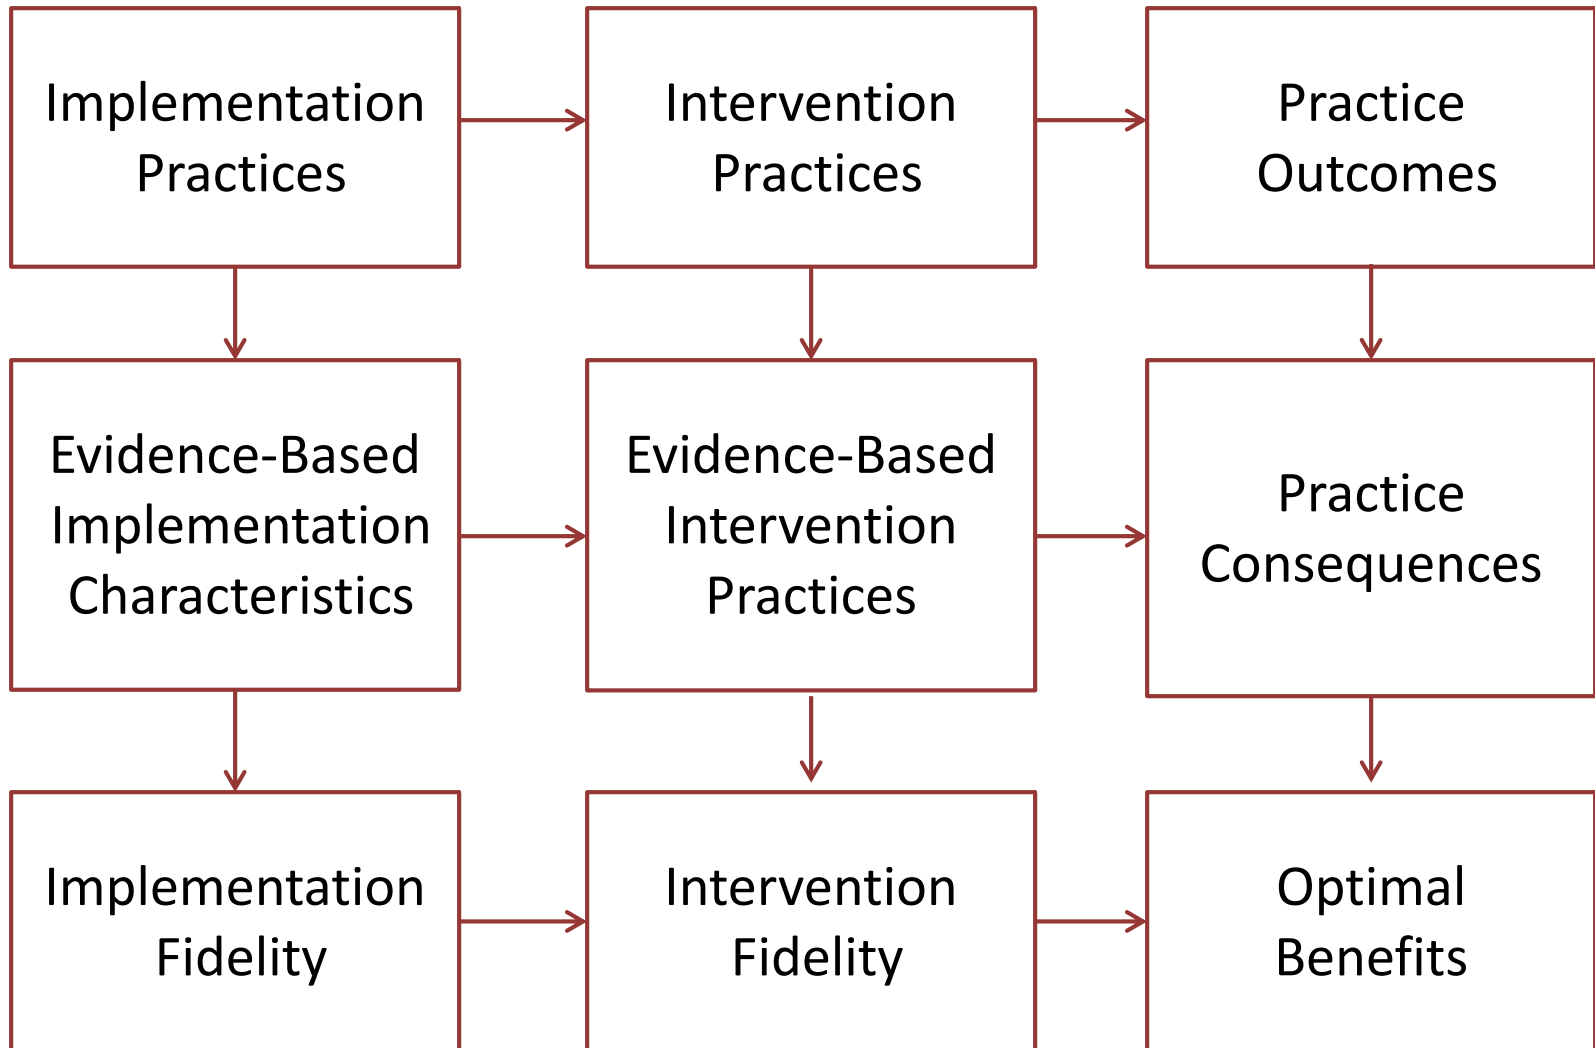 Implementation
Practices
Intervention
Practices
Practice
Outcomes
Evidence-Based
Implementation
Characteristics
Evidence-Based
Intervention
Practices
Practice
Consequences
Implementation
Fidelity
Intervention
Fidelity
Optimal
Benefits